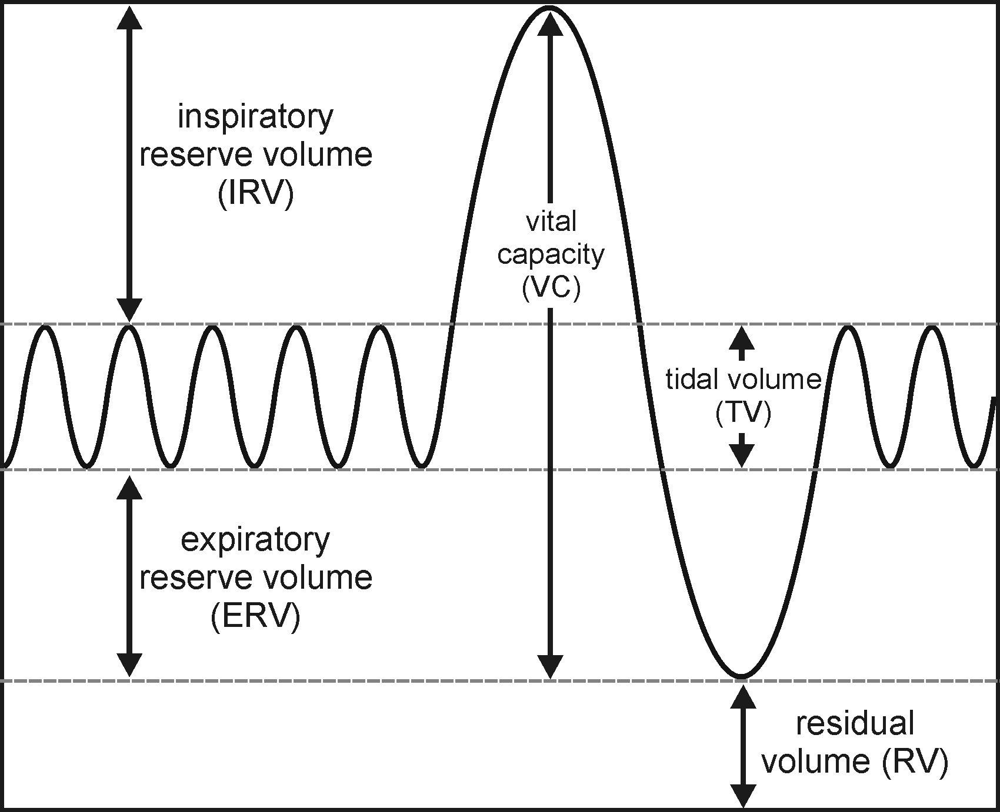 inspiratory
reserve volume
(IRV)
vital
capacity
(VC)
tidal volume
(TV)
expiratory
reserve volume
(ERV)
residual
volume (RV)